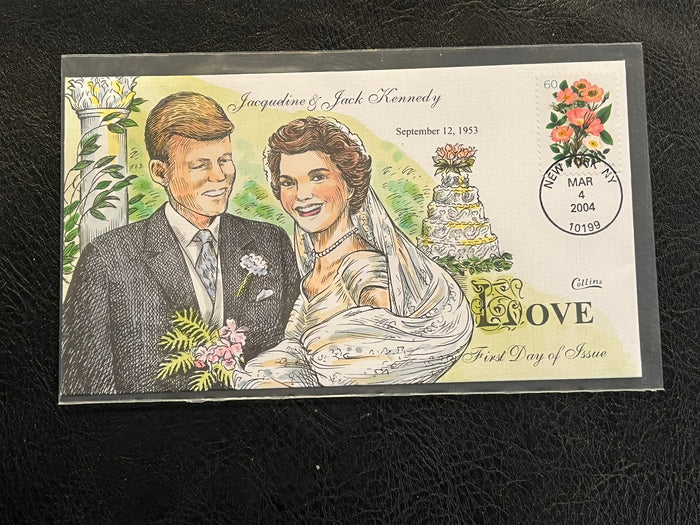 Jacqueline & Jack Kennedy
September 12, 1953
60
NEW YORK NY
MAR
4
2004
10199
Collins
LOVE
First Day of Issue